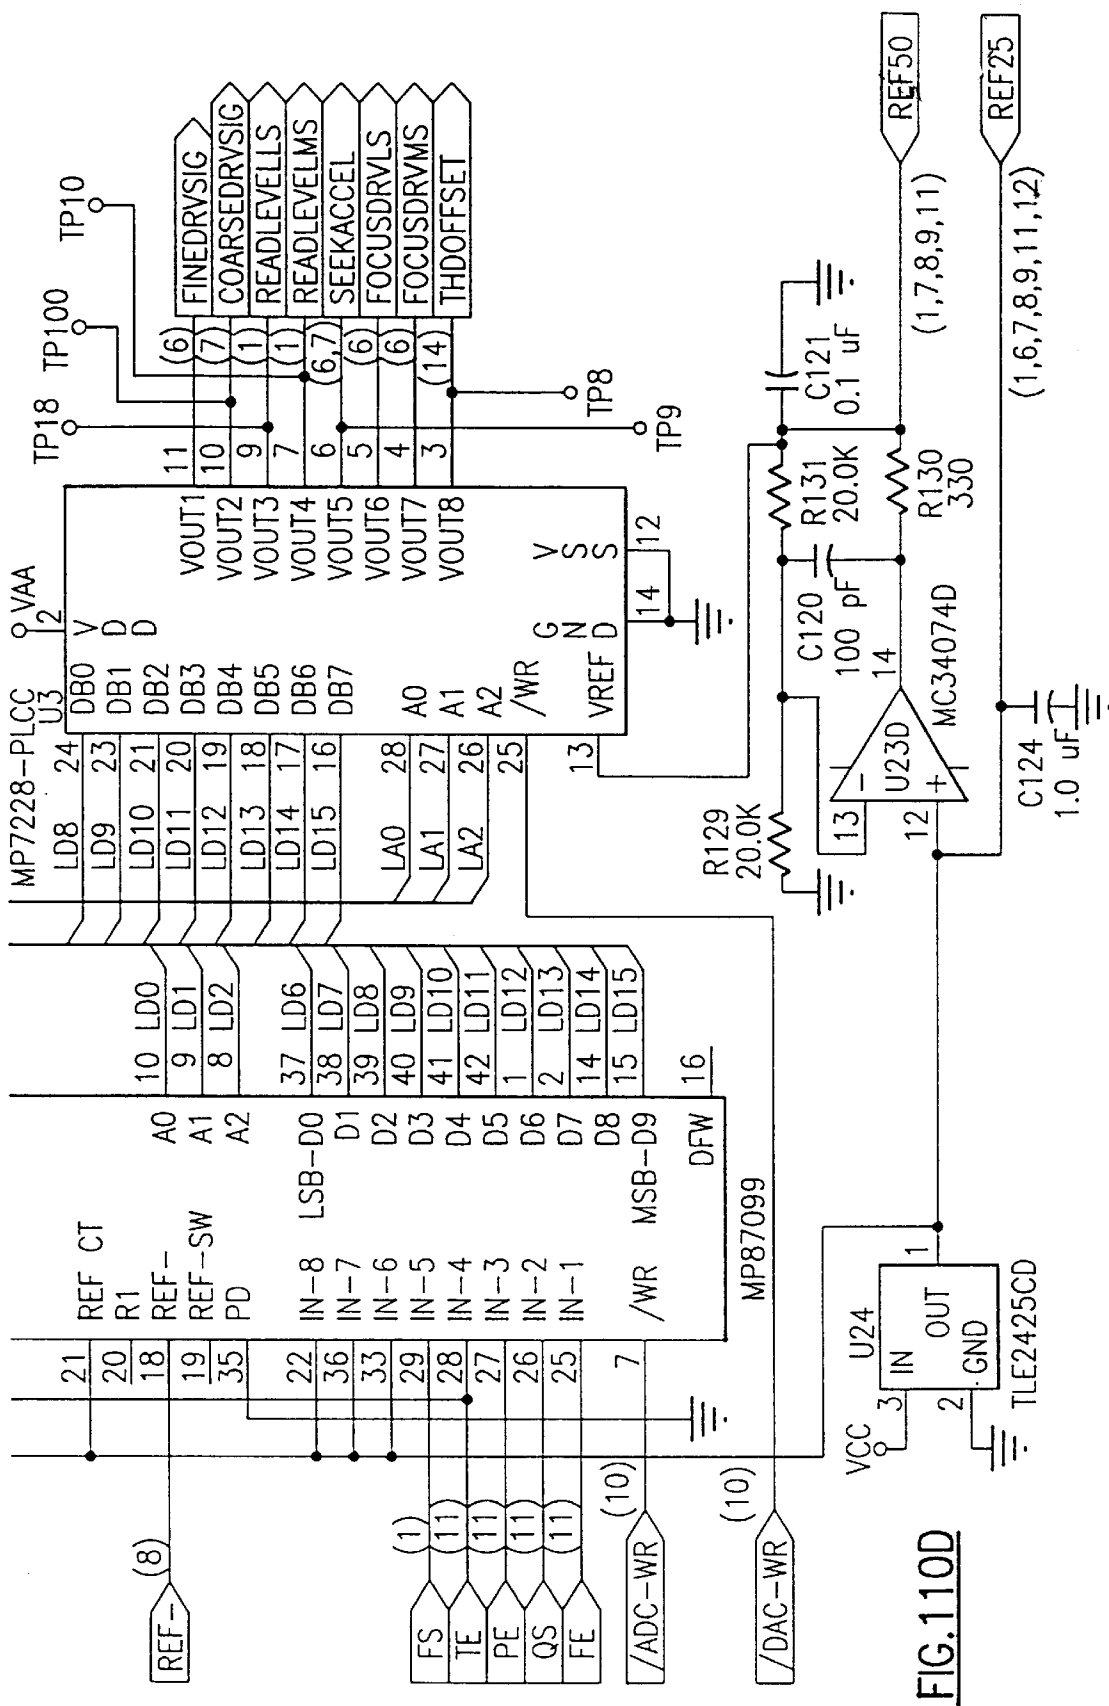 REF-
(8)
21
REF CT
20
R1
18
REF-
19
REF-SW
35
PD
22
IN-8
36
IN-7
33
IN-6
29
IN-5
28
IN-4
27
IN-3
26
IN-2
25
IN-1
7
/WR
FS
(1)
TE
(11)
PE
(11)
QS
(11)
FE
(11)
/ADC-WR
(10)
/DAC-WR
(10)
A0
10
LD0
A1
9
LD1
A2
8
LD2
LSB-D0
37
LD6
D1
38
LD7
D2
39
LD8
D3
40
LD9
D4
41
LD10
D5
42
LD11
D6
1
LD12
D7
2
LD13
D8
14
LD14
MSB-D9
15
LD15
DFW
16
MP87099
MP7228-PLCC
U3
LD8
24
DB0
LD9
23
DB1
LD10
21
DB2
LD11
20
DB3
LD12
19
DB4
LD13
18
DB5
LD14
17
DB6
LD15
16
DB7
LA0
28
A0
LA1
27
A1
LA2
26
A2
25
/WR
13
VREF
VAA
2
VDD
GND
14
VSS
12
VOUT1
11
(6)
FINEDRVSIG
VOUT2
10
(7)
COARSEDRVSIG
VOUT3
9
(1)
READLEVELLS
VOUT4
7
(1)
READLEVELMS
VOUT5
6
(6,7)
SEEKACCEL
VOUT6
5
(6)
FOCUSDRVLS
VOUT7
4
(6)
FOCUSDRVMS
VOUT8
3
(14)
THDOFFSET
TP18
TP100
TP10
TP8
TP9
VCC
U24
3
IN
OUT
1
2
GND
TLE2425CD
R129
20.0K
13
12
U23D
14
MC34074D
C120
100 pF
R131
20.0K
C121
0.1 uF
R130
330
(1,7,8,9,11)
REF50
C124
1.0 uF
(1,6,7,8,9,11,12)
REF25
FIG.110D